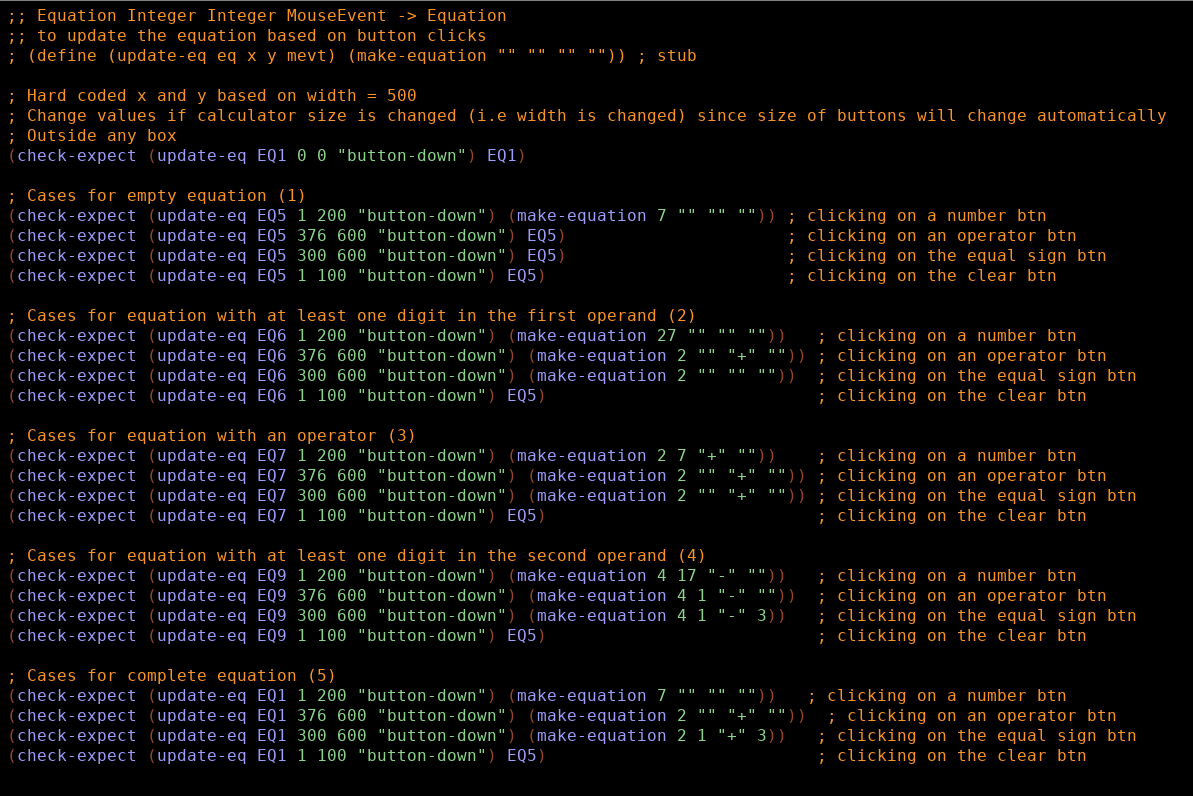 ;; Equation Integer Integer MouseEvent -> Equation
;; to update the equation based on button clicks
; (define (update-eq eq x y mevt) (make-equation "" "" "" "")) ; stub
; Hard coded x and y based on width = 500
; Change values if calculator size is changed (i.e width is changed) since size of buttons will change automatically
; Outside any box
(check-expect (update-eq EQ1 0 0 "button-down") EQ1)
; Cases for empty equation (1)
(check-expect (update-eq EQ5 1 200 "button-down") (make-equation 7 "" "" "")) ; clicking on a number btn
(check-expect (update-eq EQ5 376 600 "button-down") EQ5)                      ; clicking on an operator btn
(check-expect (update-eq EQ5 300 600 "button-down") EQ5)                      ; clicking on the equal sign btn
(check-expect (update-eq EQ5 1 100 "button-down") EQ5)                        ; clicking on the clear btn
; Cases for equation with at least one digit in the first operand (2)
(check-expect (update-eq EQ6 1 200 "button-down") (make-equation 27 "" "" ""))   ; clicking on a number btn
(check-expect (update-eq EQ6 376 600 "button-down") (make-equation 2 "" "+" "")) ; clicking on an operator btn
(check-expect (update-eq EQ6 300 600 "button-down") (make-equation 2 "" "" ""))  ; clicking on the equal sign btn
(check-expect (update-eq EQ6 1 100 "button-down") EQ5)                           ; clicking on the clear btn
; Cases for equation with an operator (3)
(check-expect (update-eq EQ7 1 200 "button-down") (make-equation 2 7 "+" ""))    ; clicking on a number btn
(check-expect (update-eq EQ7 376 600 "button-down") (make-equation 2 "" "+" "")) ; clicking on an operator btn
(check-expect (update-eq EQ7 300 600 "button-down") (make-equation 2 "" "+" "")) ; clicking on the equal sign btn
(check-expect (update-eq EQ7 1 100 "button-down") EQ5)                           ; clicking on the clear btn
; Cases for equation with at least one digit in the second operand (4)
(check-expect (update-eq EQ9 1 200 "button-down") (make-equation 4 17 "-" ""))   ; clicking on a number btn
(check-expect (update-eq EQ9 376 600 "button-down") (make-equation 4 1 "-" ""))  ; clicking on an operator btn
(check-expect (update-eq EQ9 300 600 "button-down") (make-equation 4 1 "-" 3))   ; clicking on the equal sign btn
(check-expect (update-eq EQ9 1 100 "button-down") EQ5)                           ; clicking on the clear btn
; Cases for complete equation (5)
(check-expect (update-eq EQ1 1 200 "button-down") (make-equation 7 "" "" ""))   ; clicking on a number btn
(check-expect (update-eq EQ1 376 600 "button-down") (make-equation 2 "" "+" ""))  ; clicking on an operator btn
(check-expect (update-eq EQ1 300 600 "button-down") (make-equation 2 1 "+" 3))   ; clicking on the equal sign btn
(check-expect (update-eq EQ1 1 100 "button-down") EQ5)                           ; clicking on the clear btn